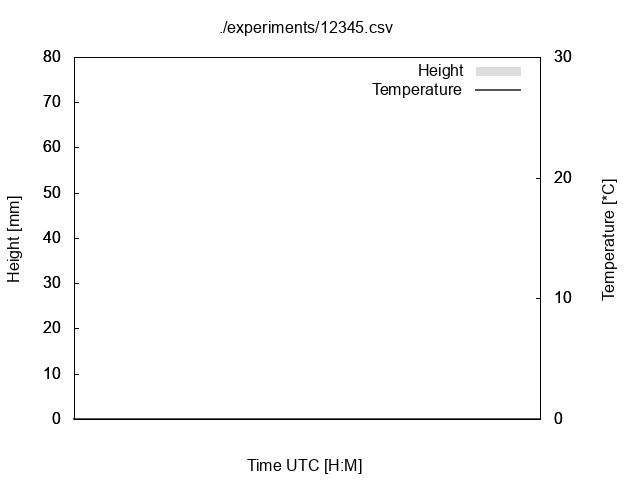 ./experiments/12345.csv
Height
Temperature
80
70
60
50
40
30
20
10
0
30
20
10
0
Height [mm]
Temperature [*C]
Time UTC [H:M]